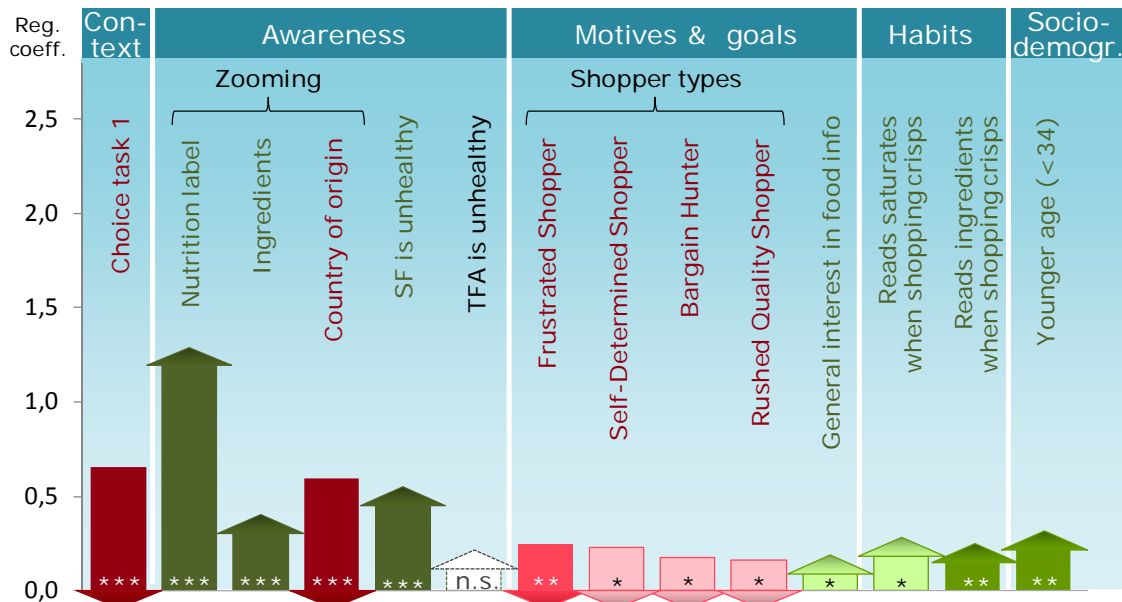 Reg.
coeff.
Con-
text
Awareness
Motives & goals
Habits
Socio-
demogr.
Zooming
Shopper types
2,5
2,0
1,5
1,0
0,5
0,0
Choice task 1
Nutrition label
Ingredients
Country of origin
SF is unhealthy
TFA is unhealthy
Frustrated Shopper
Self-Determined Shopper
Bargain Hunter
Rushed Quality Shopper
General interest in food info
Reads saturates
when shopping crisps
Reads ingredients
when shopping crisps
Younger age (<34)
*** *** *** *** *** n.s. ** * * * * * ** **